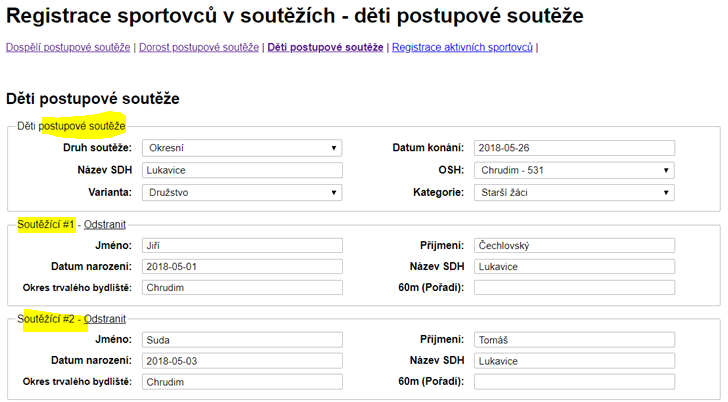 Registrace sportovců v soutěžích - děti postupové soutěže
Dospělí postupové soutěže | Dorost postupové soutěže | Děti postupové soutěže | Registrace aktivních sportovců |
Děti postupové soutěže
Děti postupové soutěže
Druh soutěže: Okresní Datum konání: 2018-05-26
Název SDH Lukavice OSH: Chrudim - 531
Varianta: Družstvo Kategorie: Starší žáci
Soutěžící #1 - Odstranit
Jméno: Jiří Příjmení: Čechlovský
Datum narození: 2018-05-01 Název SDH Lukavice
Okres trvalého bydliště: Chrudim 60m (Pořadí):
Soutěžící #2 - Odstranit
Jméno: Suda Příjmení: Tomáš
Datum narození: 2018-05-03 Název SDH Lukavice
Okres trvalého bydliště: Chrudim 60m (Pořadí):